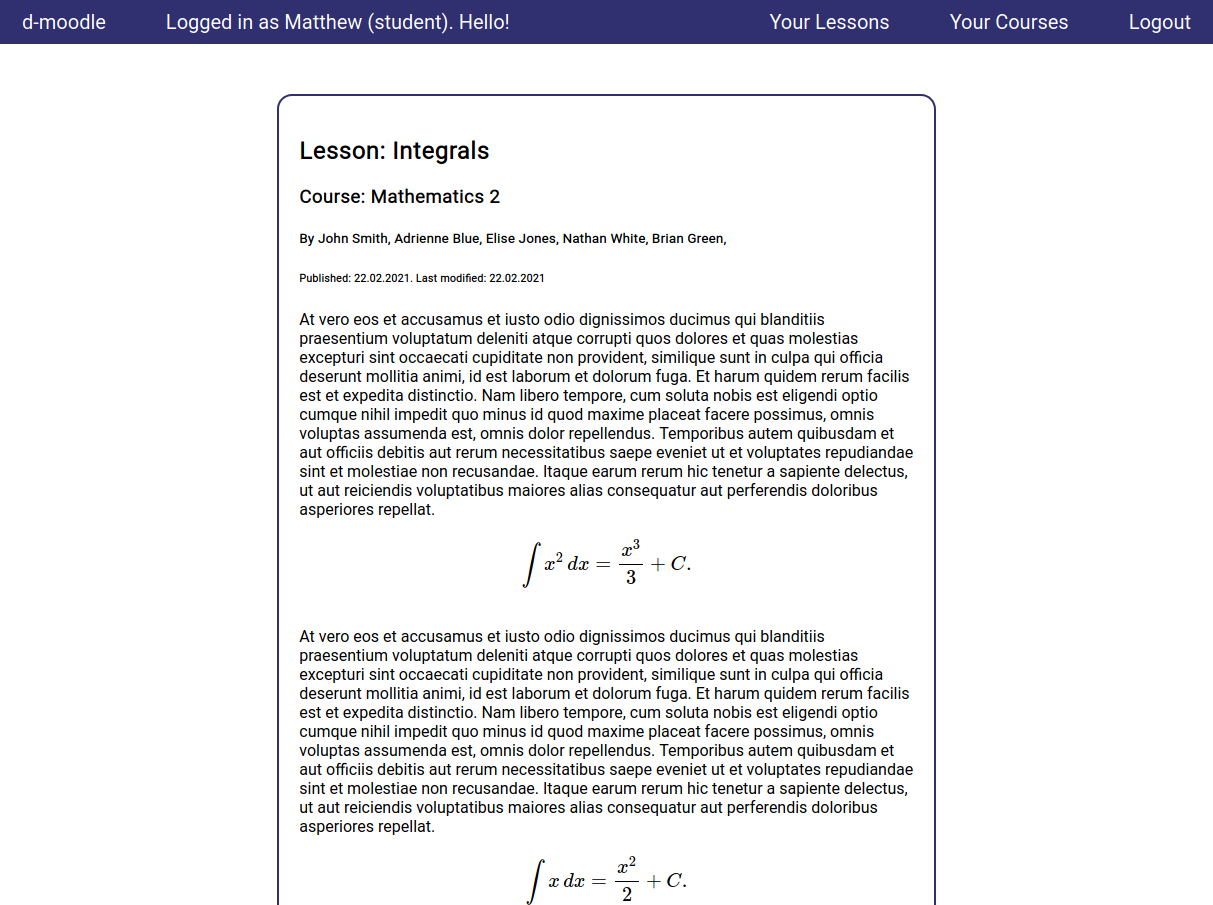 d-moodle Logged in as Matthew (student). Hello! Your Lessons Your Courses Logout
Lesson: Integrals
Course: Mathematics 2
By John Smith, Adrienne Blue, Elise Jones, Nathan White, Brian Green,
Published: 22.02.2021. Last modified: 22.02.2021
At vero eos et accusamus et iusto odio dignissimos ducimus qui blanditiis
praesentium voluptatum deleniti atque corrupti quos dolores et quas molestias
excepturi sint occaecati cupiditate non provident, similique sunt in culpa qui officia
deserunt mollitia animi, id est laborum et dolorum fuga. Et harum quidem rerum facilis
est et expedita distinctio. Nam libero tempore, cum soluta nobis est eligendi optio
cumque nihil impedit quo minus id quod maxime placeat facere possimus, omnis
voluptas assumenda est, omnis dolor repellendus. Temporibus autem quibusdam et
aut officiis debitis aut rerum necessitatibus saepe eveniet ut et voluptates repudiandae
sint et molestiae non recusandae. Itaque earum rerum hic tenetur a sapiente delectus,
ut aut reiciendis voluptatibus maiores alias consequatur aut perferendis doloribus
asperiores repellat.
∫ x² dx = x³/3 + C.
At vero eos et accusamus et iusto odio dignissimos ducimus qui blanditiis
praesentium voluptatum deleniti atque corrupti quos dolores et quas molestias
excepturi sint occaecati cupiditate non provident, similique sunt in culpa qui officia
deserunt mollitia animi, id est laborum et dolorum fuga. Et harum quidem rerum facilis
est et expedita distinctio. Nam libero tempore, cum soluta nobis est eligendi optio
cumque nihil impedit quo minus id quod maxime placeat facere possimus, omnis
voluptas assumenda est, omnis dolor repellendus. Temporibus autem quibusdam et
aut officiis debitis aut rerum necessitatibus saepe eveniet ut et voluptates repudiandae
sint et molestiae non recusandae. Itaque earum rerum hic tenetur a sapiente delectus,
ut aut reiciendis voluptatibus maiores alias consequatur aut perferendis doloribus
asperiores repellat.
∫ x dx = x²/2 + C.